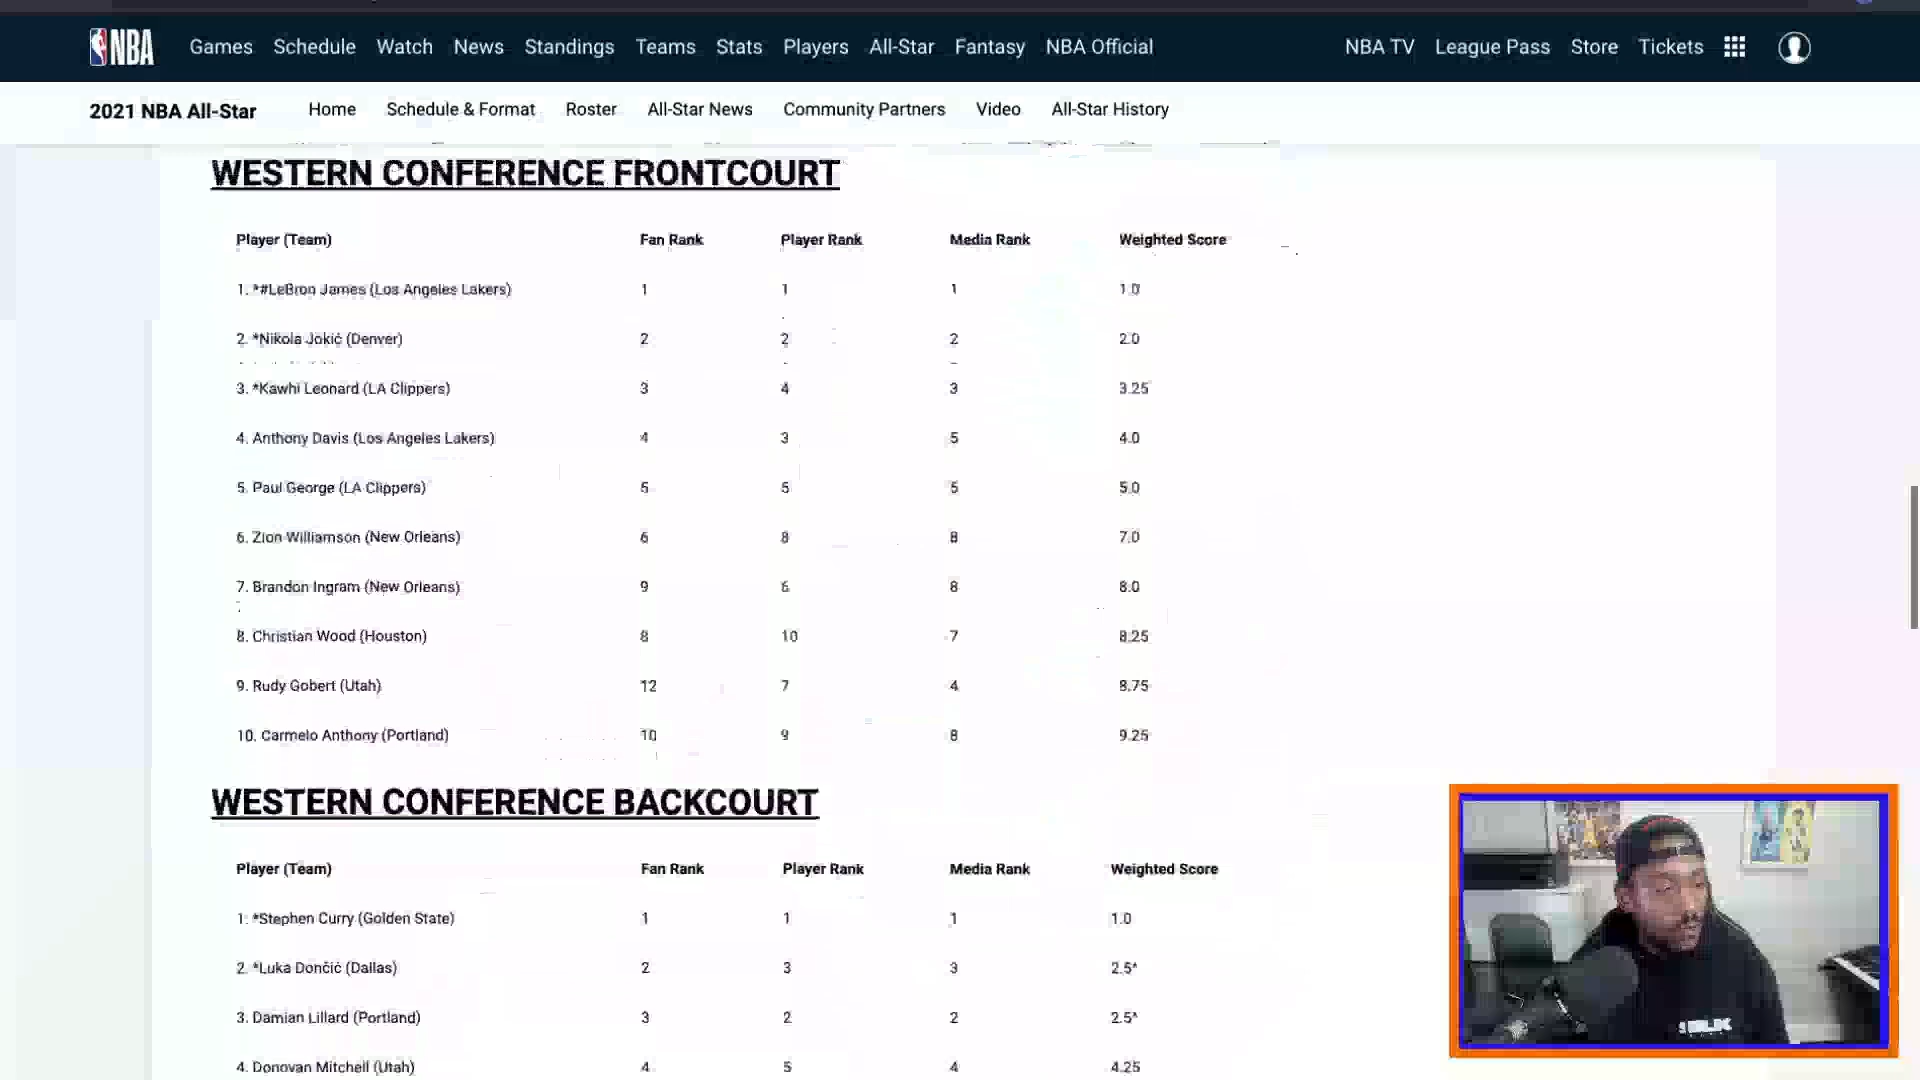 NBA Games Schedule Watch News Standings Teams Stats Players All-Star Fantasy NBA Official NBA TV League Pass Store Tickets
2021 NBA All-Star Home Schedule & Format Roster All-Star News Community Partners Video All-Star History
WESTERN CONFERENCE FRONTCOURT
Player (Team) Fan Rank Player Rank Media Rank Weighted Score
1. *#LeBron James (Los Angeles Lakers) 1 1 1 1.0
2. *Nikola Jokić (Denver) 2 2 2 2.0
3. *Kawhi Leonard (LA Clippers) 3 4 3 3.25
4. Anthony Davis (Los Angeles Lakers) 4 3 5 4.0
5. Paul George (LA Clippers) 5 5 5 5.0
6. Zion Williamson (New Orleans) 6 8 8 7.0
7. Brandon Ingram (New Orleans) 9 6 8 8.0
8. Christian Wood (Houston) 8 10 7 8.25
9. Rudy Gobert (Utah) 12 7 4 8.75
10. Carmelo Anthony (Portland) 10 9 8 9.25
WESTERN CONFERENCE BACKCOURT
Player (Team) Fan Rank Player Rank Media Rank Weighted Score
1. *Stephen Curry (Golden State) 1 1 1 1.0
2. *Luka Dončić (Dallas) 2 3 3 2.5^
3. Damian Lillard (Portland) 3 2 2 2.5^
4. Donovan Mitchell (Utah) 4 5 4 4.25